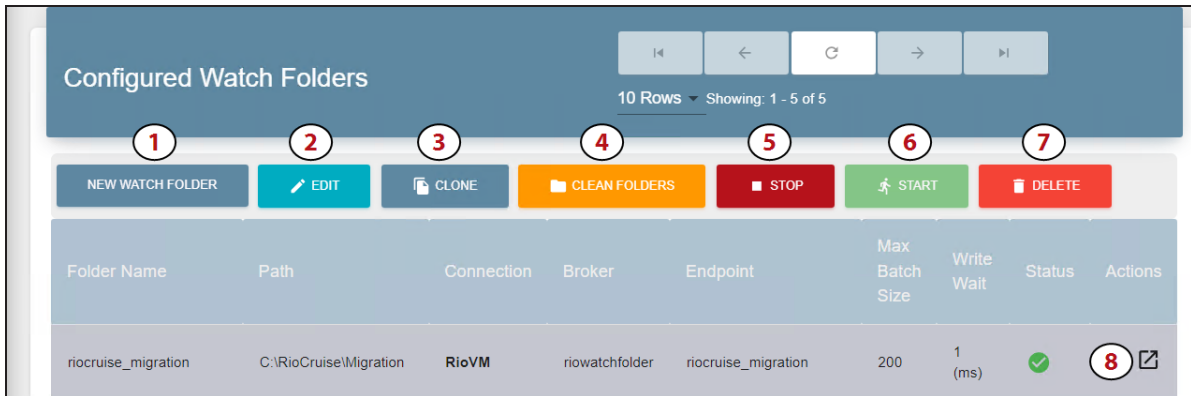 Configured Watch Folders
10 Rows Showing: 1 - 5 of 5
1 2 3 4 5 6 7
NEW WATCH FOLDER EDIT CLONE CLEAN FOLDERS STOP START DELETE
Folder Name Path Connection Broker Endpoint Max Batch Size Write Wait Status Actions
riocruise_migration C:\RioCruise\Migration RioVM riowatchfolder riocruise_migration 200 1 (ms) 8